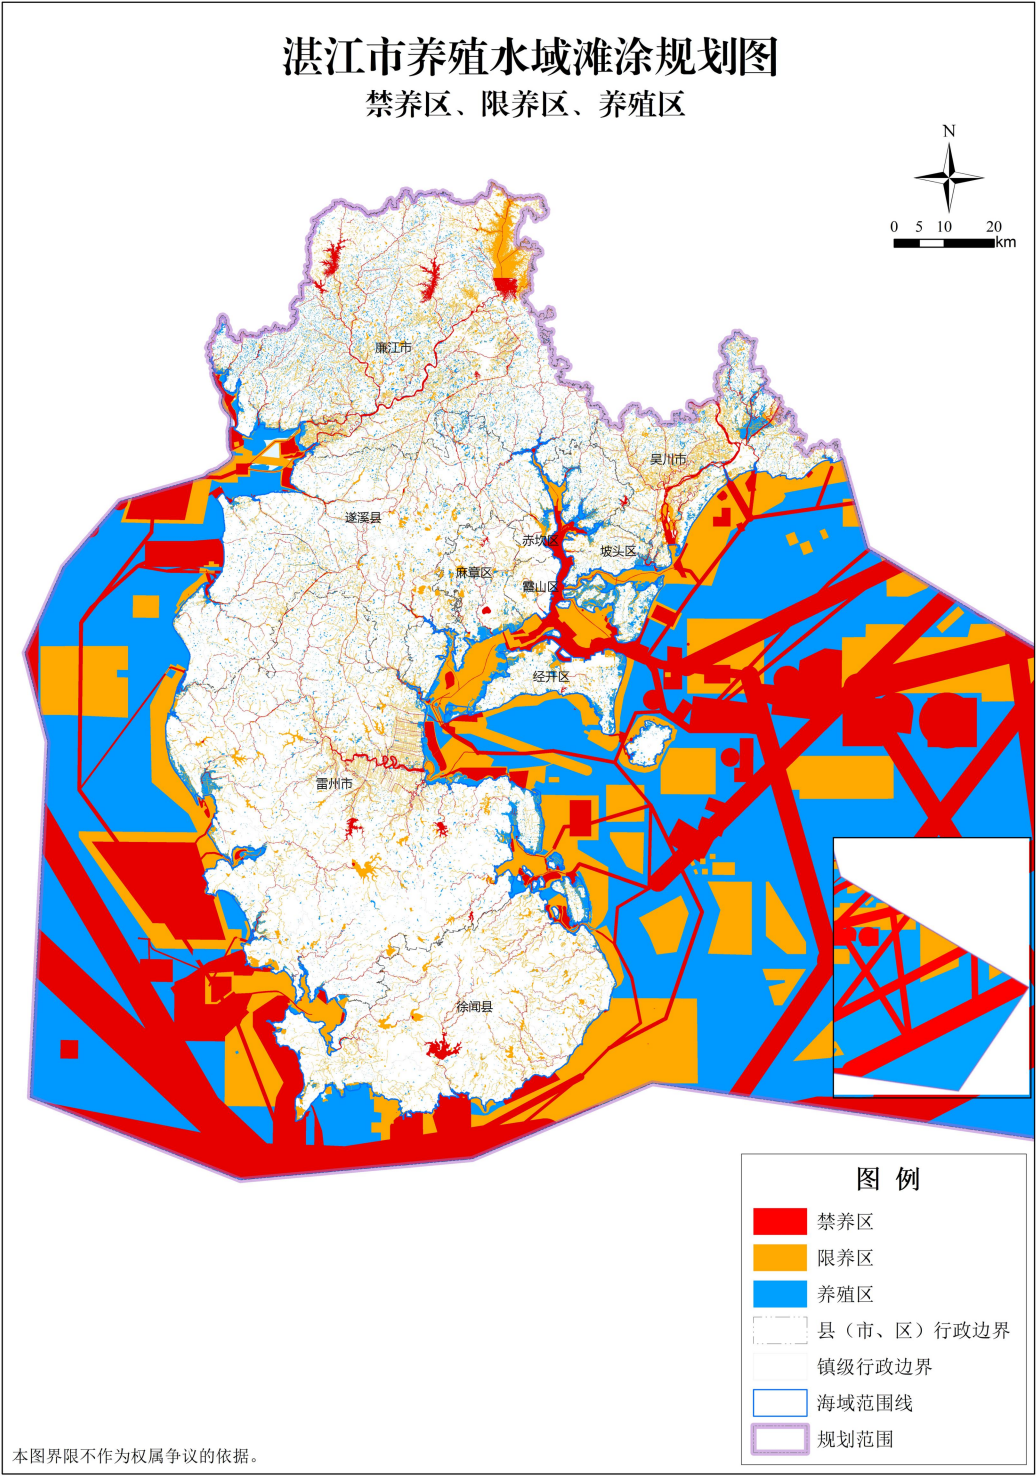 湛江市养殖水域滩涂规划图
禁养区、限养区、养殖区
N
0 5 10 20
km
廉江市
吴川市
遂溪县
赤坎区
坡头区
麻章区
霞山区
经开区
雷州市
徐闻县
图 例
禁养区
限养区
养殖区
县（市、区）行政边界
镇级行政边界
海域范围线
规划范围
本图界限不作为权属争议的依据。